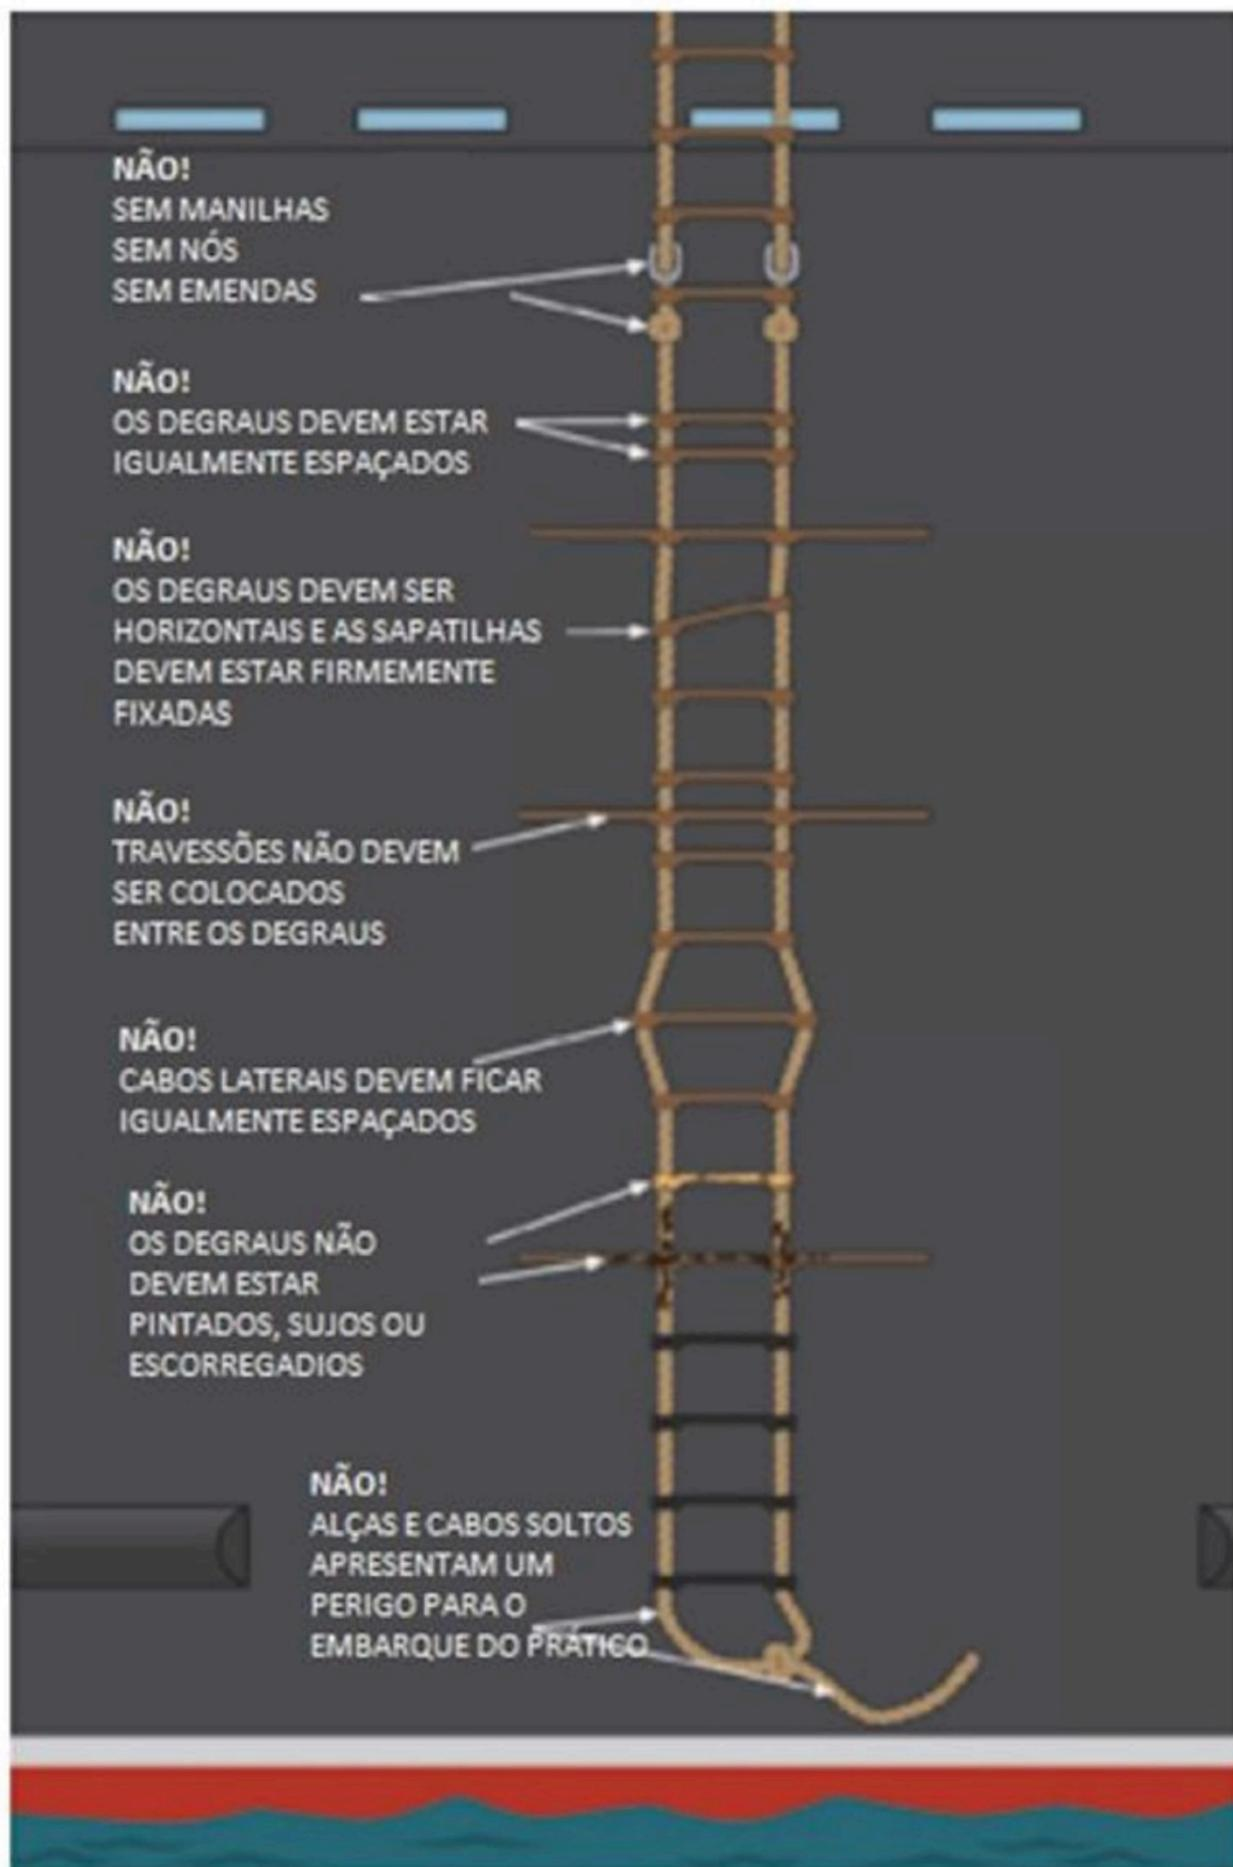 NÃO!
SEM MANILHAS
SEM NÓS
SEM EMENDAS
NÃO!
OS DEGRAUS DEVEM ESTAR
IGUALMENTE ESPAÇADOS
NÃO!
OS DEGRAUS DEVEM SER
HORIZONTAIS E AS SAPATILHAS
DEVEM ESTAR FIRMEMENTE
FIXADAS
NÃO!
TRAVESSÕES NÃO DEVEM
SER COLOCADOS
ENTRE OS DEGRAUS
NÃO!
CABOS LATERAIS DEVEM FICAR
IGUALMENTE ESPAÇADOS
NÃO!
OS DEGRAUS NÃO
DEVEM ESTAR
PINTADOS, SUJOS OU
ESCORREGADIOS
NÃO!
ALÇAS E CABOS SOLTOS
APRESENTAM UM
PERIGO PARA O
EMBARQUE DO PRÁTICO